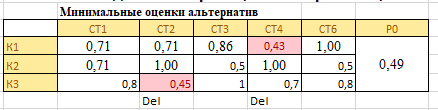 Минимальные оценки альтернатив
СТ1 СТ2 СТ3 СТ4 СТ6 Р0
К1 0,71 0,71 0,86 0,43 1,00 0,49
К2 0,71 1,00 0,5 1,00 0,5
К3 0,8 0,45 1 0,7 0,8
Del Del